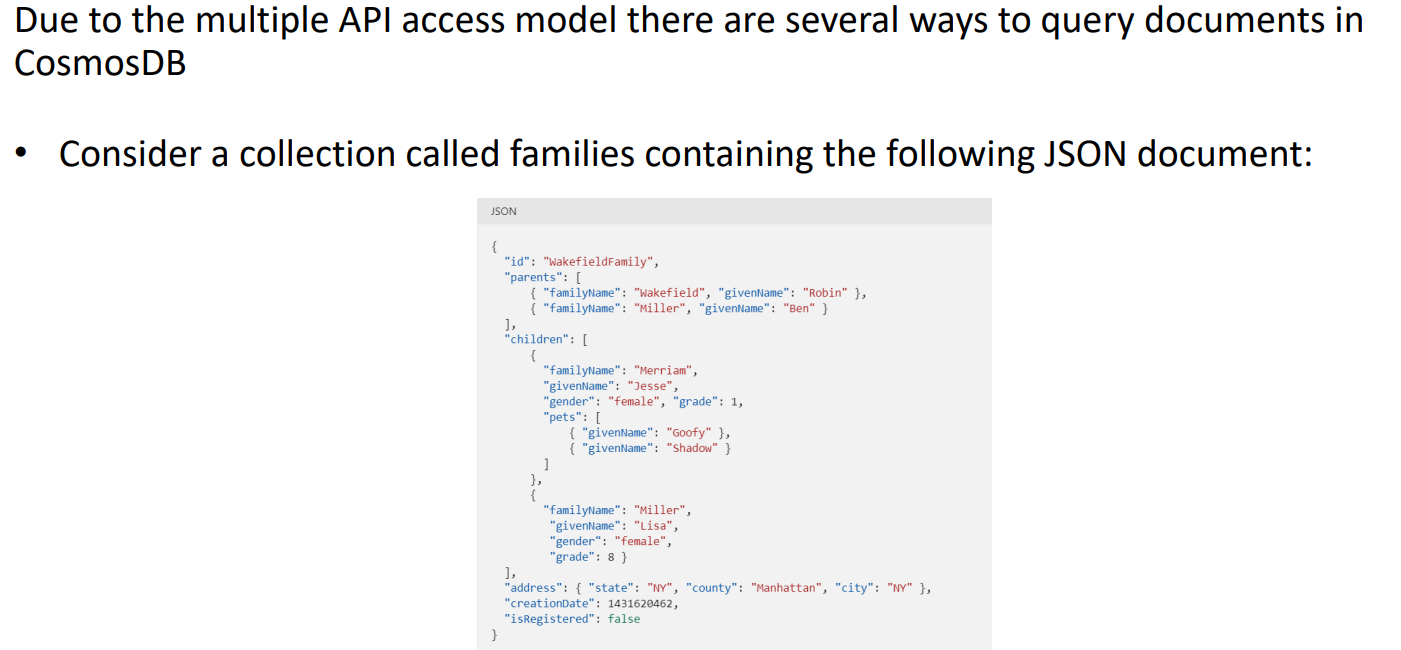 Due to the multiple API access model there are several ways to query documents in
CosmosDB
• Consider a collection called families containing the following JSON document:
JSON
{
"id": "WakefieldFamily",
"parents": [
{ "familyName": "Wakefield", "givenName": "Robin" },
{ "familyName": "Miller", "givenName": "Ben" }
],
"children": [
{
"familyName": "Merriam",
"givenName": "Jesse",
"gender": "female", "grade": 1,
"pets": [
{ "givenName": "Goofy" },
{ "givenName": "Shadow" }
]
},
{
"familyName": "Miller",
"givenName": "Lisa",
"gender": "female",
"grade": 8 }
],
"address": { "state": "NY", "county": "Manhattan", "city": "NY" },
"creationDate": 1431620462,
"isRegistered": false
}